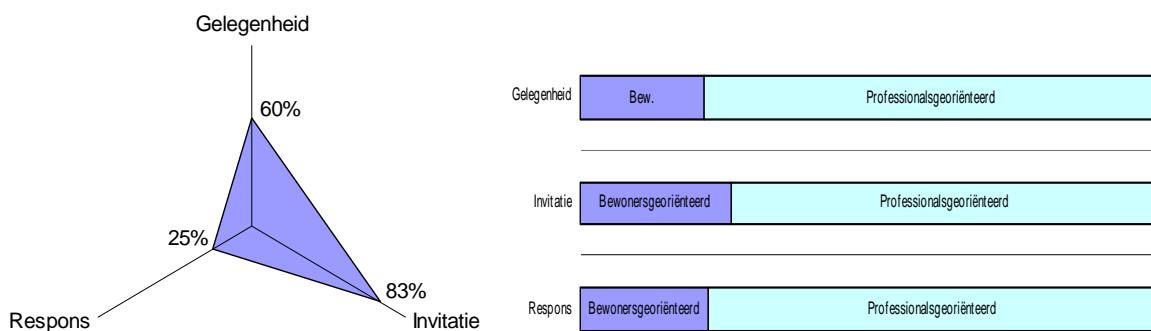 Gelegenheid
60%
25%
83%
Respons
Invitatie
Gelegenheid
Bew.
Professionalsgeoriënteerd
Invitatie
Bewonersgeoriënteerd
Professionalsgeoriënteerd
Respons
Bewonersgeoriënteerd
Professionalsgeoriënteerd